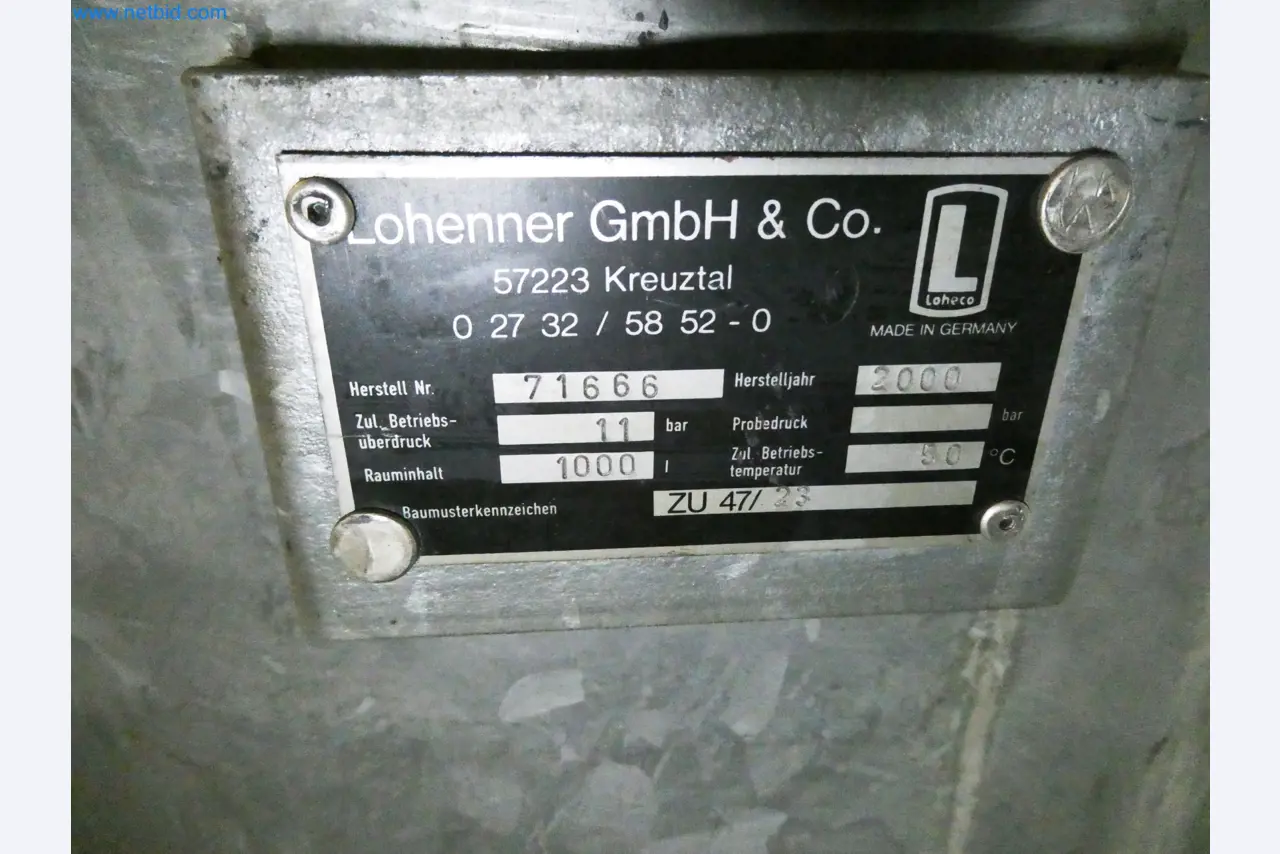 www.netbid.com
Lohenner GmbH & Co.
57223 Kreuztal
0 27 32 / 58 52 - 0
L
Loheco
MADE IN GERMANY
Herstell Nr. 71666 Herstelljahr 2000
Zul. Betriebs-
überdruck 11 bar Probedruck bar
Rauminhalt 1000 l Zul. Betriebs-
temperatur 50 °C
Baumusterkennzeichen ZU 47/ 23